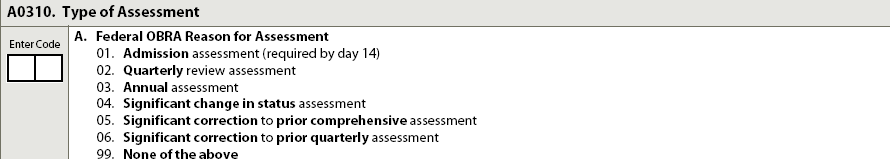 A0310. Type of Assessment
Enter Code
A. Federal OBRA Reason for Assessment
01. Admission assessment (required by day 14)
02. Quarterly review assessment
03. Annual assessment
04. Significant change in status assessment
05. Significant correction to prior comprehensive assessment
06. Significant correction to prior quarterly assessment
99. None of the above